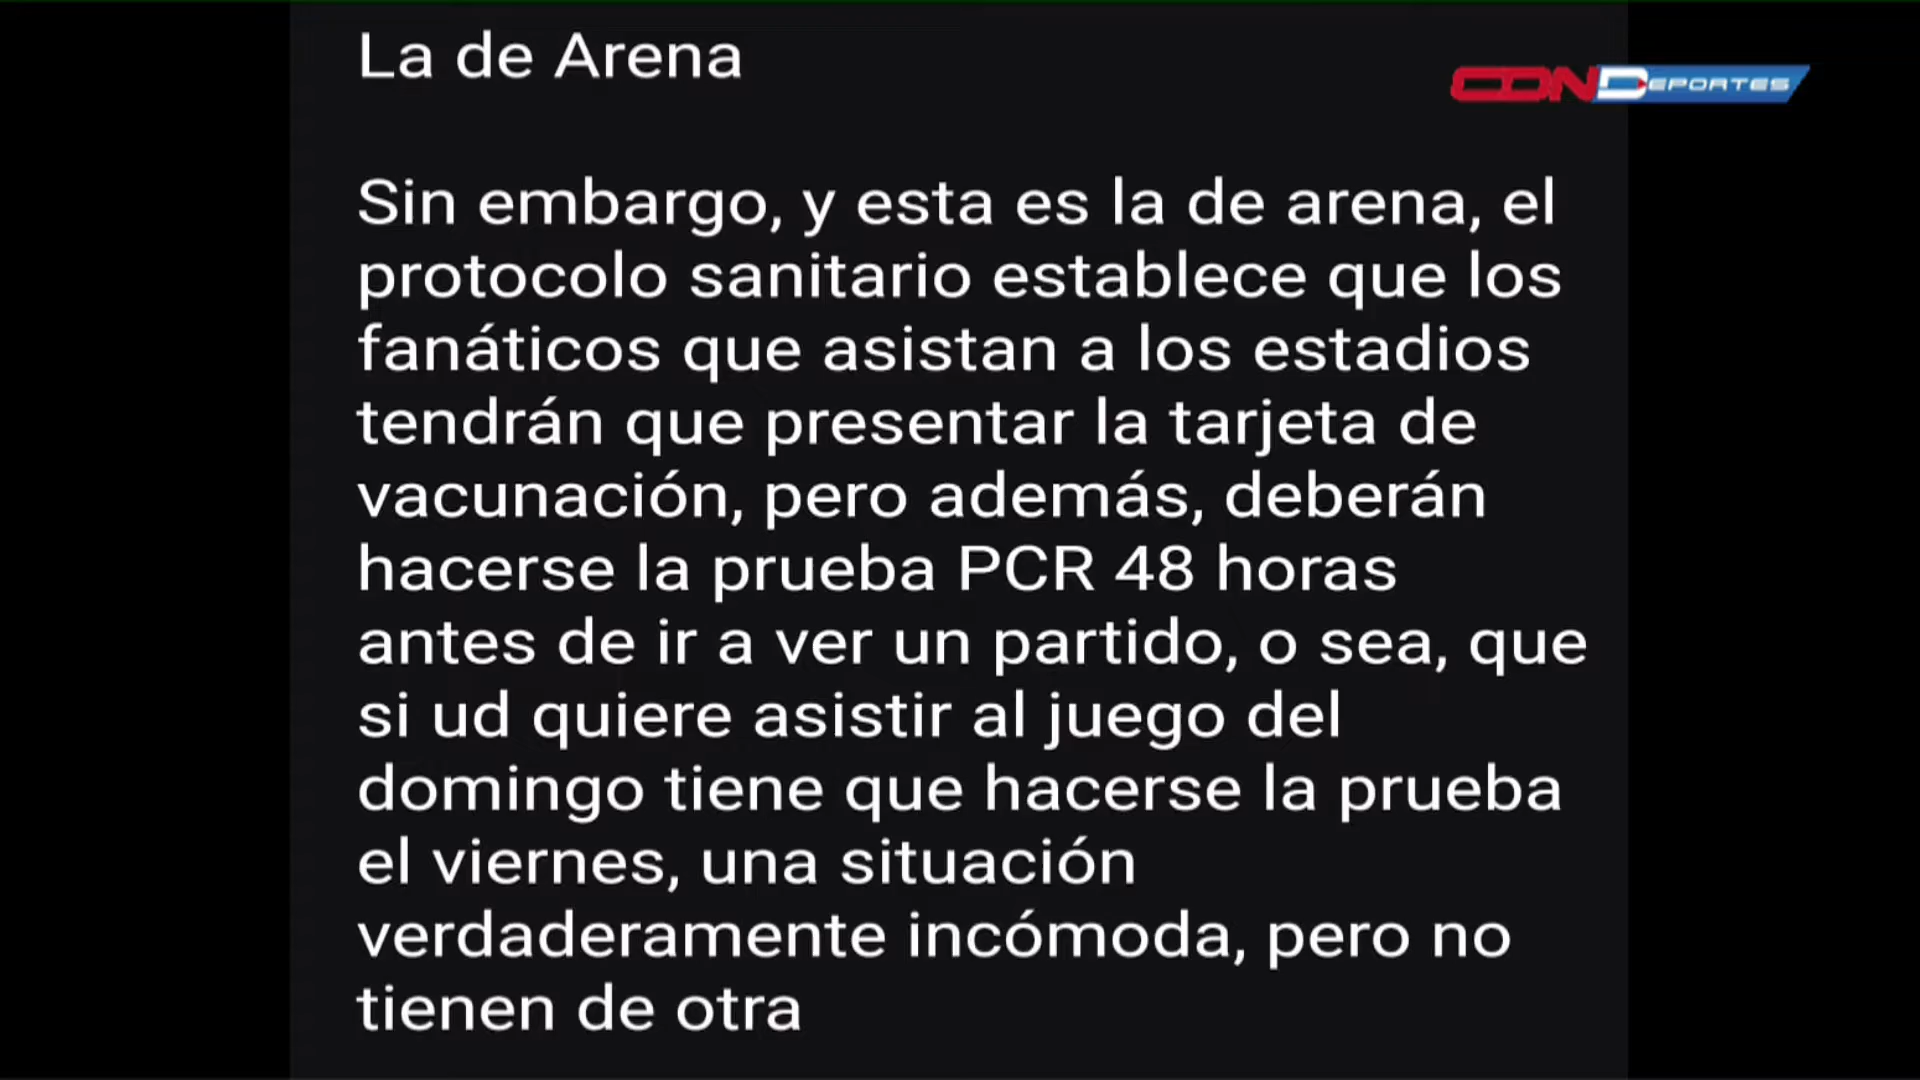 La de Arena
CDN DEPORTES
Sin embargo, y esta es la de arena, el
protocolo sanitario establece que los
fanáticos que asistan a los estadios
tendrán que presentar la tarjeta de
vacunación, pero además, deberán
hacerse la prueba PCR 48 horas
antes de ir a ver un partido, o sea, que
si ud quiere asistir al juego del
domingo tiene que hacerse la prueba
el viernes, una situación
verdaderamente incómoda, pero no
tienen de otra